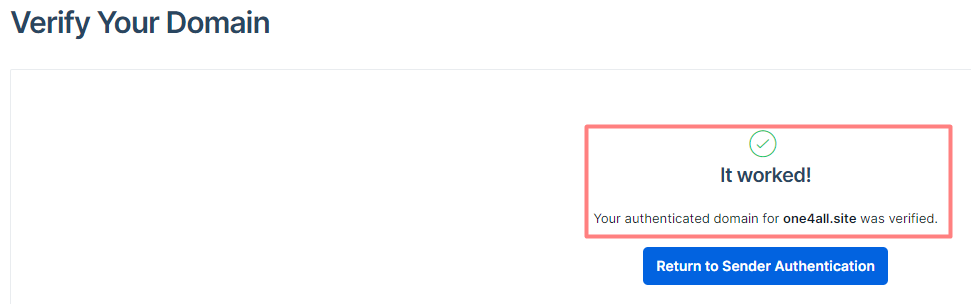 Verify Your Domain
It worked!
Your authenticated domain for one4all.site was verified.
Return to Sender Authentication